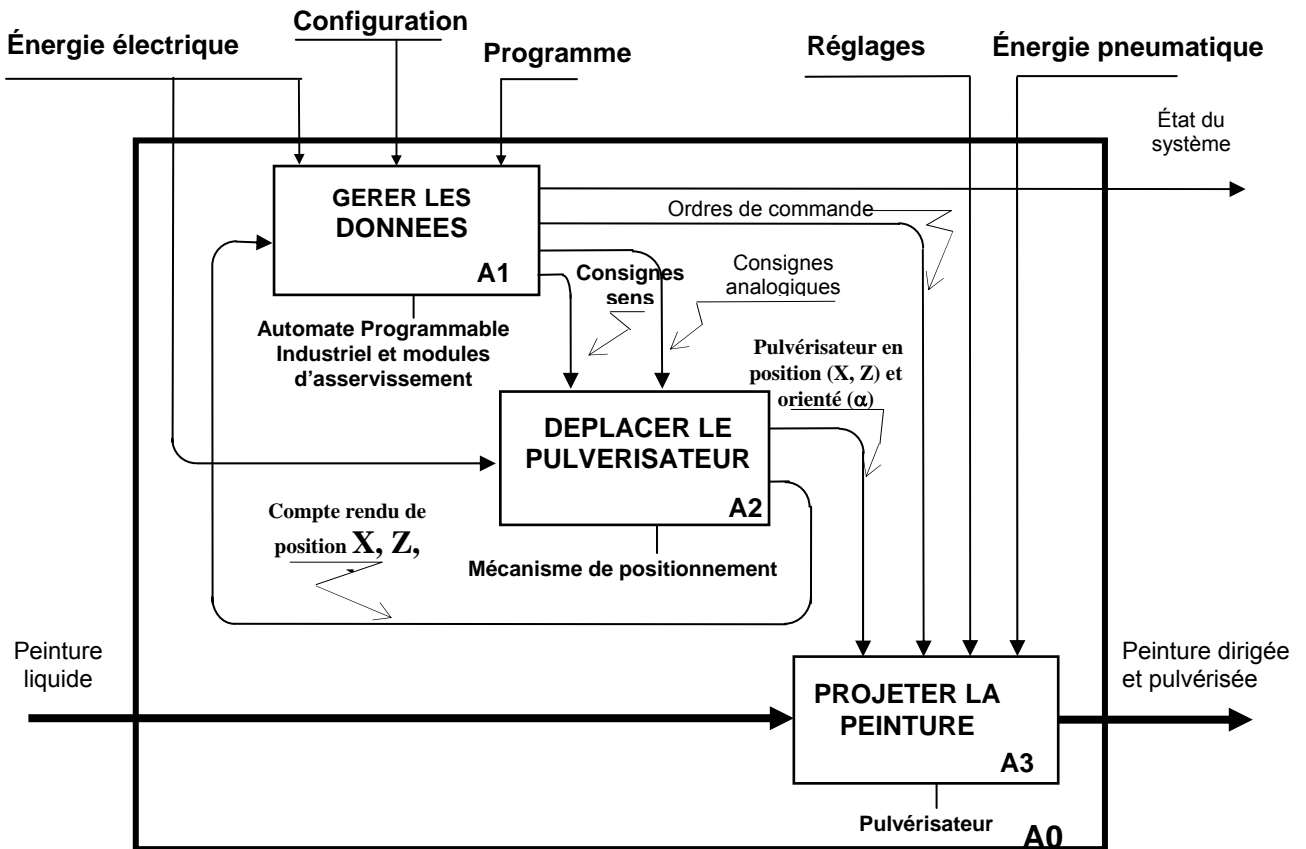 Configuration
Énergie électrique
Programme
Réglages
Énergie pneumatique
État du
système
GERER LES
DONNEES
A1
Ordres de commande
Consignes
sens
Consignes
analogiques
Automate Programmable
Industriel et modules
d'asservissement
Pulvérisateur en
position (X, Z) et
orienté (α)
DEPLACER LE
PULVERISATEUR
A2
Compte rendu de
position X, Z,
Mécanisme de positionnement
Peinture
liquide
Peinture dirigée
et pulvérisée
PROJETER LA
PEINTURE
A3
Pulvérisateur
A0